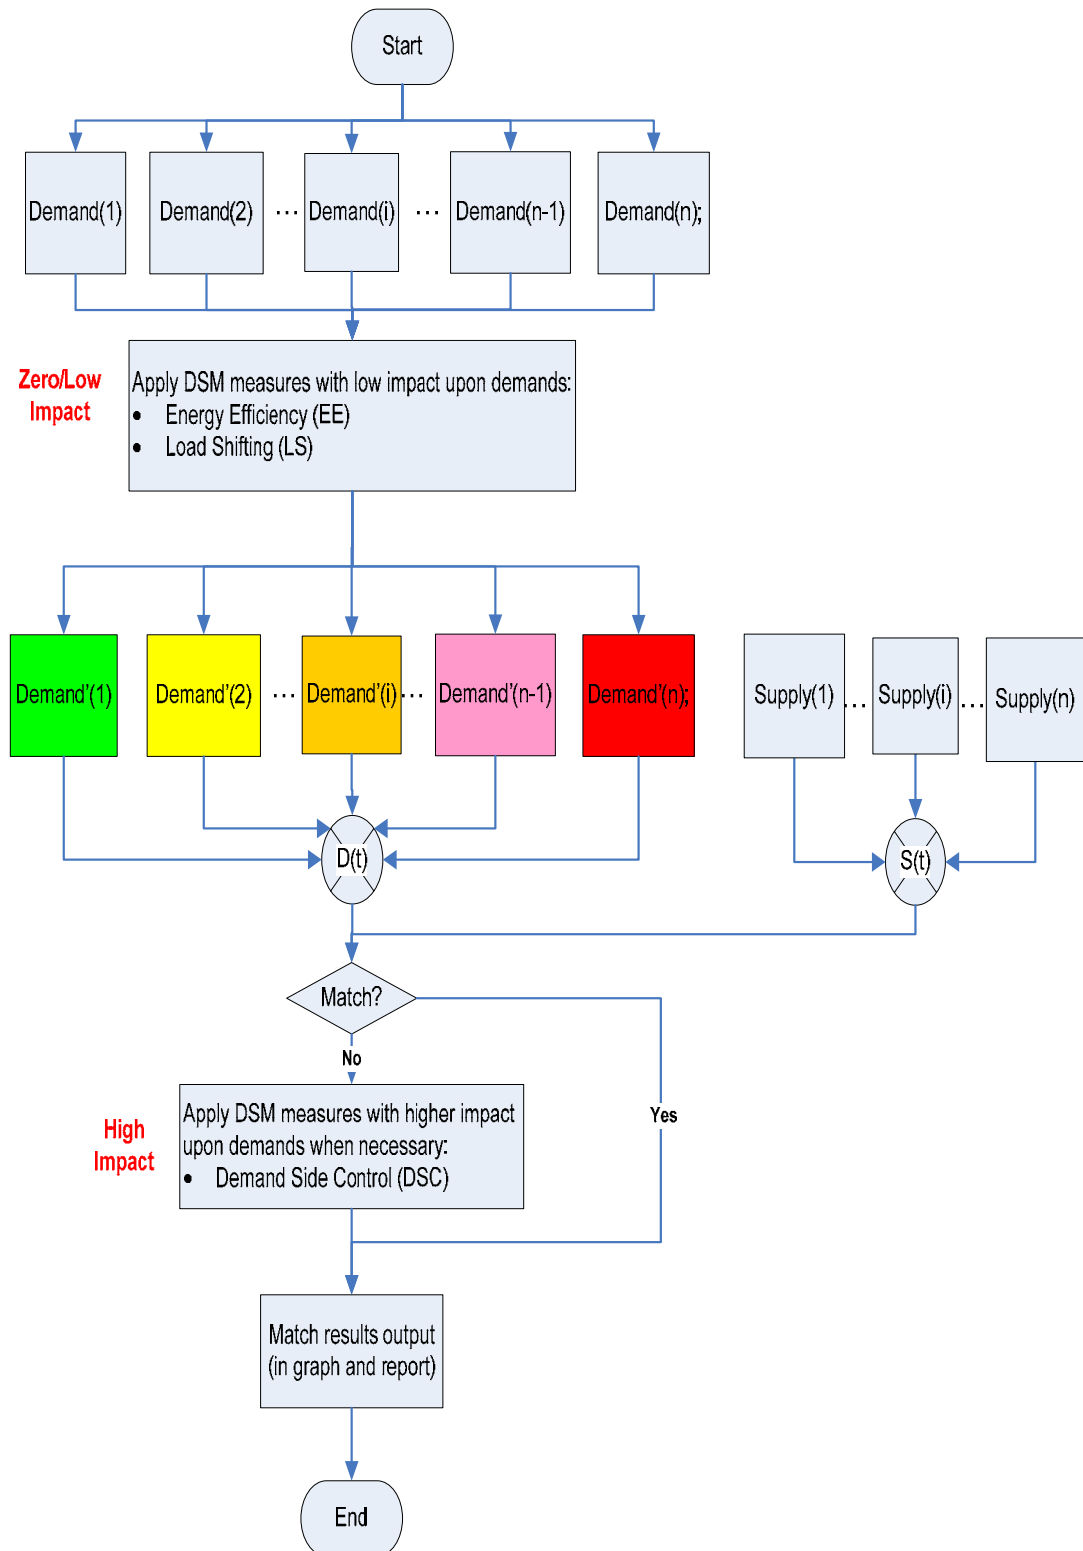 Start
Demand(1)
Demand(2)
...
Demand(i)
...
Demand(n-1)
Demand(n);
Zero/Low
Impact
Apply DSM measures with low impact upon demands:
• Energy Efficiency (EE)
• Load Shifting (LS)
Demand'(1)
Demand'(2)
...
Demand'(i)
...
Demand'(n-1)
Demand'(n);
Supply(1)
...
Supply(i)
...
Supply(n)
D(t)
S(t)
Match?
No
Yes
High
Impact
Apply DSM measures with higher impact
upon demands when necessary:
• Demand Side Control (DSC)
Match results output
(in graph and report)
End